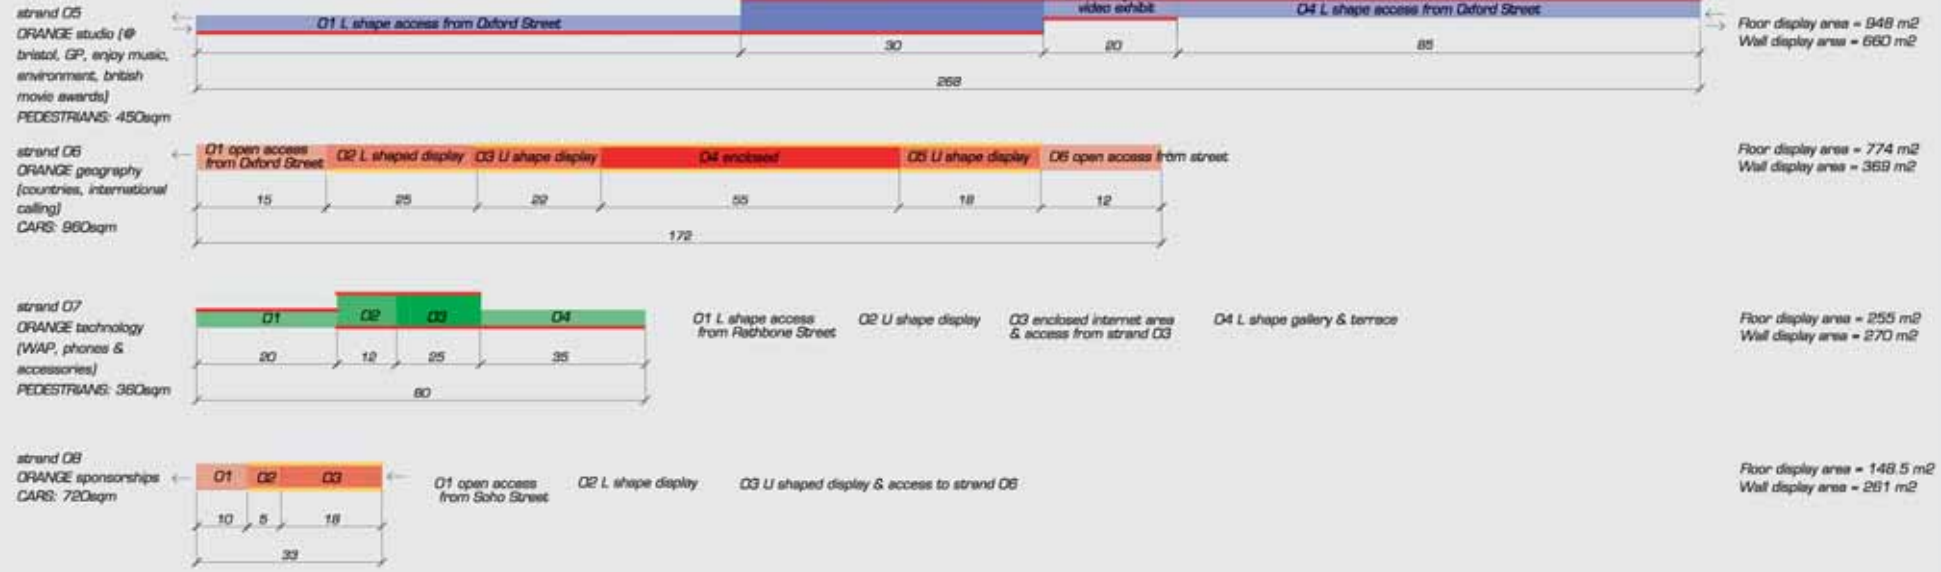 strand 05
ORANGE studio (@
bristol, GP, enjoy music,
environment, british
movie awards)
PEDESTRIANS: 450sqm
01 L shape access from Oxford Street
video exhibit
04 L shape access from Oxford Street
30
20
85
268
Floor display area = 948 m2
Wall display area = 660 m2
strand 06
ORANGE geography
(countries, international
calling)
CARS: 960sqm
01 open access
from Oxford Street
02 L shaped display
03 U shape display
04 enclosed
05 U shape display
06 open access from street
15
25
22
55
18
12
172
Floor display area = 774 m2
Wall display area = 369 m2
strand 07
ORANGE technology
(WAP, phones &
accessories)
PEDESTRIANS: 360sqm
01
02
03
04
20
12
25
35
80
01 L shape access
from Rathbone Street
02 U shape display
03 enclosed internet area
& access from strand 03
04 L shape gallery & terrace
Floor display area = 255 m2
Wall display area = 270 m2
strand 08
ORANGE sponsorships
CARS: 720sqm
01
02
03
10
5
18
33
01 open access
from Soho Street
02 L shape display
03 U shaped display & access to strand 06
Floor display area = 148.5 m2
Wall display area = 261 m2